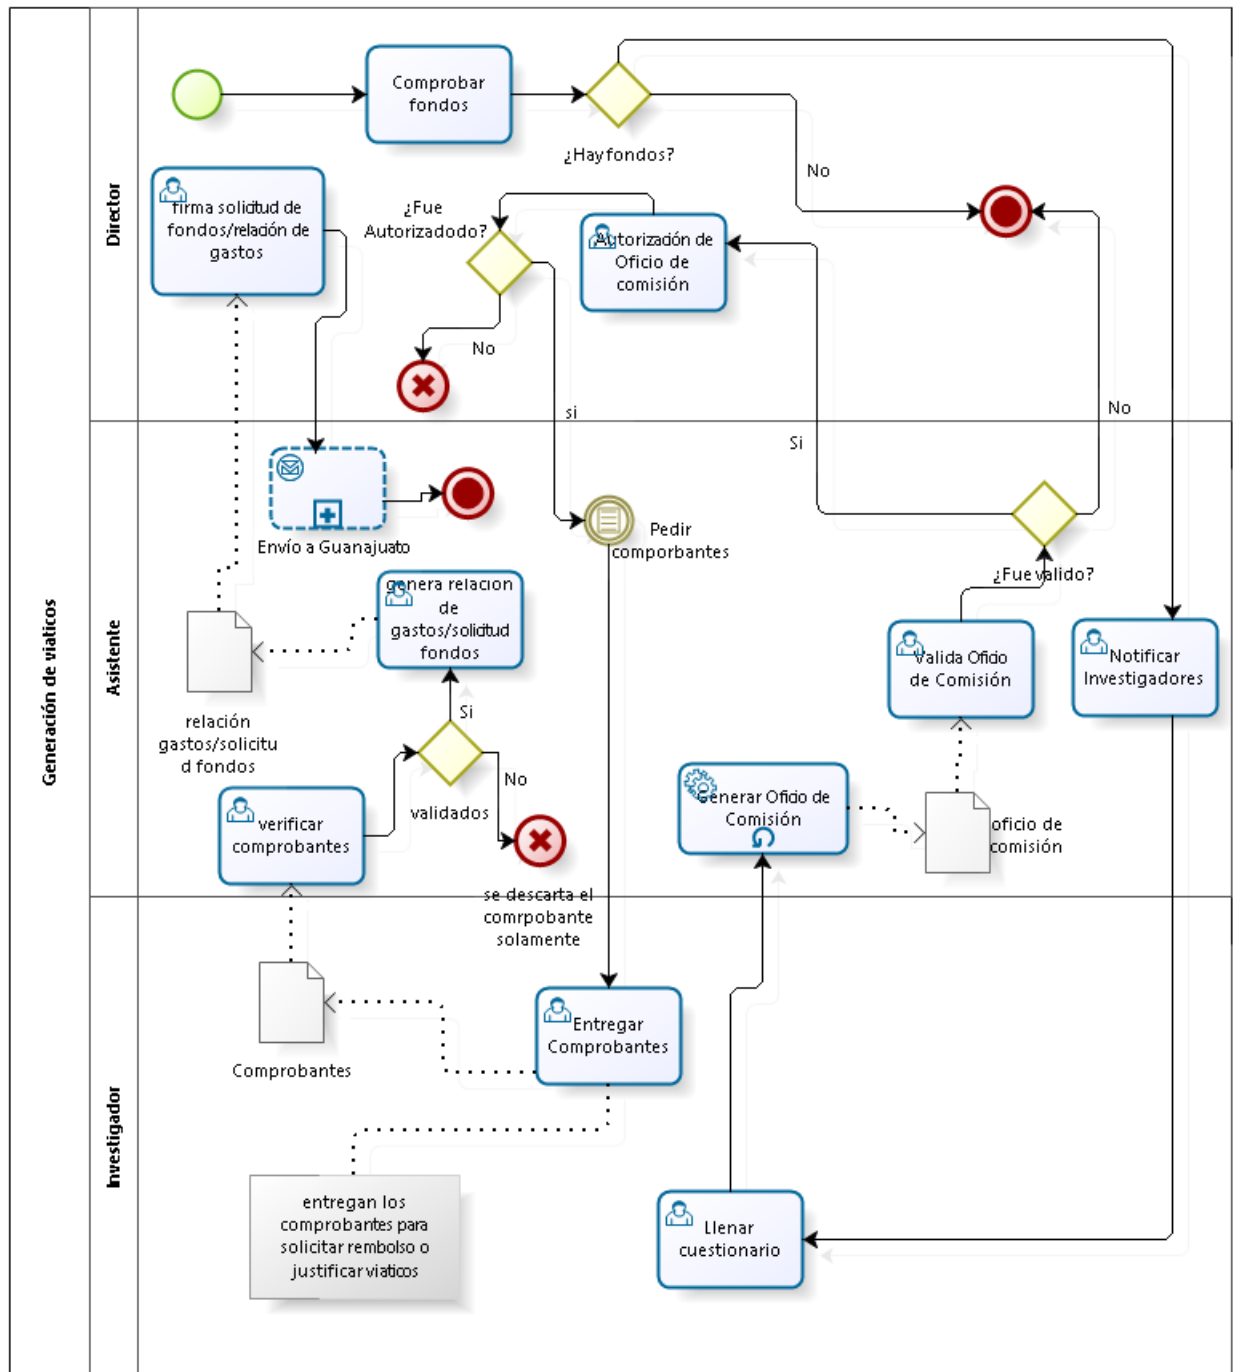 Generación de viaticos
Director
Comprobar
fondos
¿Hay fondos?
No
firma solicitud de
fondos/relación de
gastos
¿Fue
Autorizadodo?
Autorización de
Oficio de
comisión
No
si
Si
No
Asistente
Envío a Guanajuato
Pedir
comporbantes
¿Fue valido?
genera relacion
de
gastos/solicitud
fondos
Valida Oficio
de Comisión
Notificar
Investigadores
relación
gastos/solicitu
d fondos
Si
No
validados
verificar
comprobantes
Generar Oficio de
Comisión
oficio de
comisión
se descarta el
comrpobante
solamente
Investigador
Comprobantes
Entregar
Comprobantes
entregan los
comprobantes para
solicitar rembolso o
justificar viaticos
Llenar
cuestionario